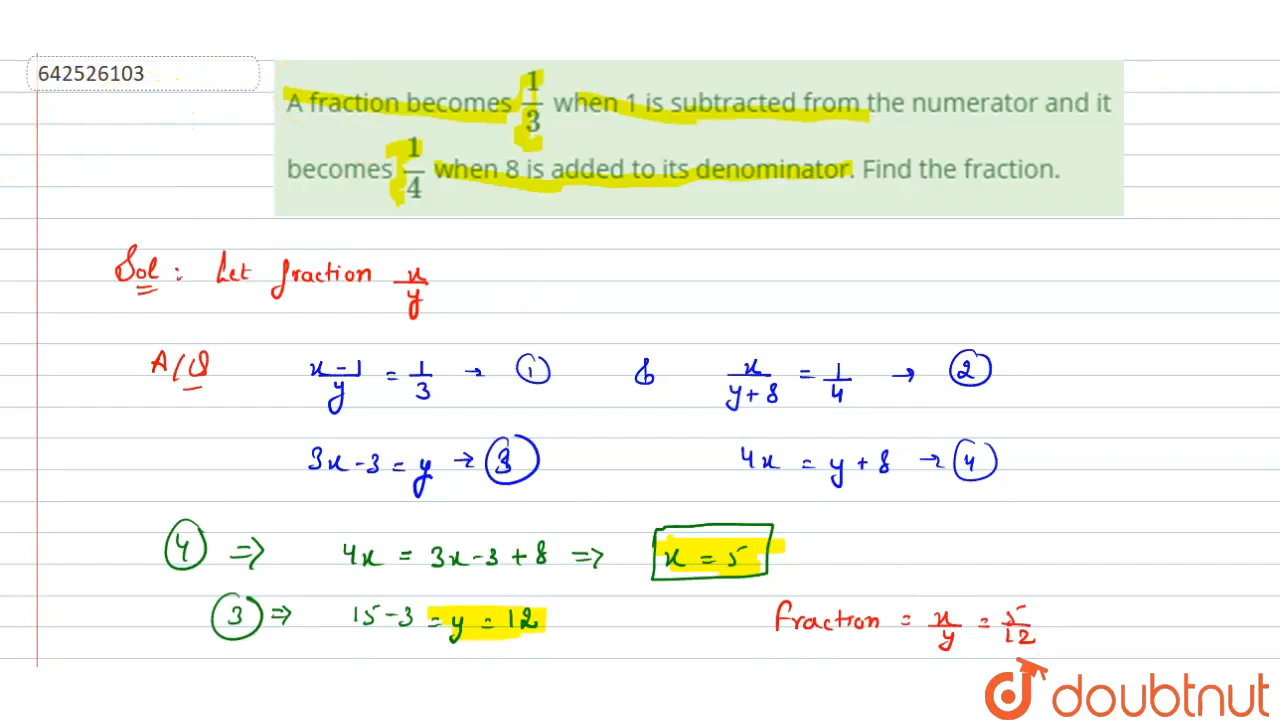 642526103
A fraction becomes 1/3 when 1 is subtracted from the numerator and it
becomes 1/4 when 8 is added to its denominator. Find the fraction.
Sol : Let fraction x/y
A/Q (x-1)/y = 1/3 → ① & x/(y+8) = 1/4 → ②
3x-3 = y → ③ 4x = y+8 → ④
④ ⇒ 4x = 3x-3+8 ⇒ x = 5
③ ⇒ 15-3 = y = 12 fraction = x/y = 5/12
doubtnut